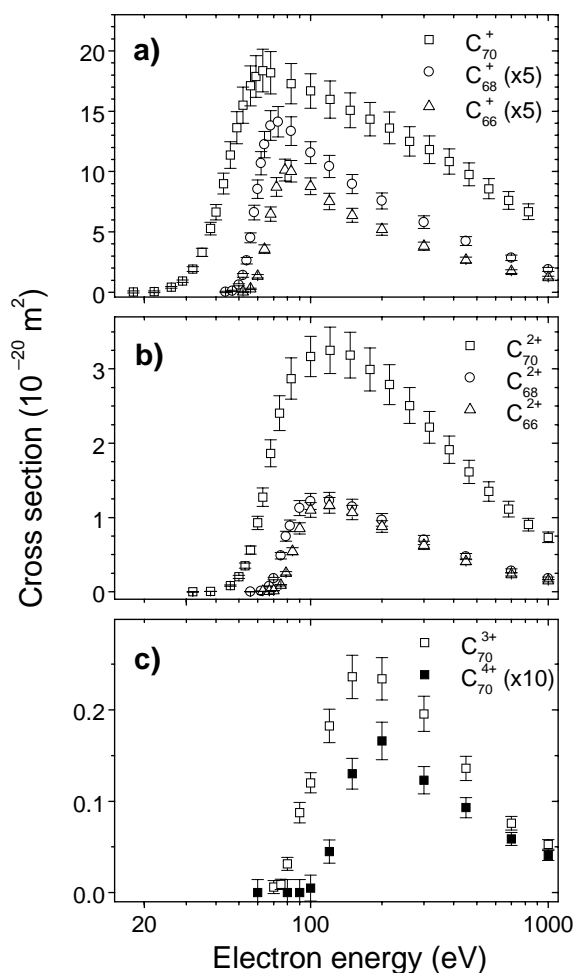 a)
C₇₀⁺
C₆₈⁺ (x5)
C₆₆⁺ (x5)
20
15
10
5
0
b)
C₇₀²⁺
C₆₈²⁺
C₆₆²⁺
3
2
1
0
Cross section (10⁻²⁰ m²)
c)
C₇₀³⁺
C₇₀⁴⁺ (x10)
0.2
0.1
0.0
20
100
1000
Electron energy (eV)